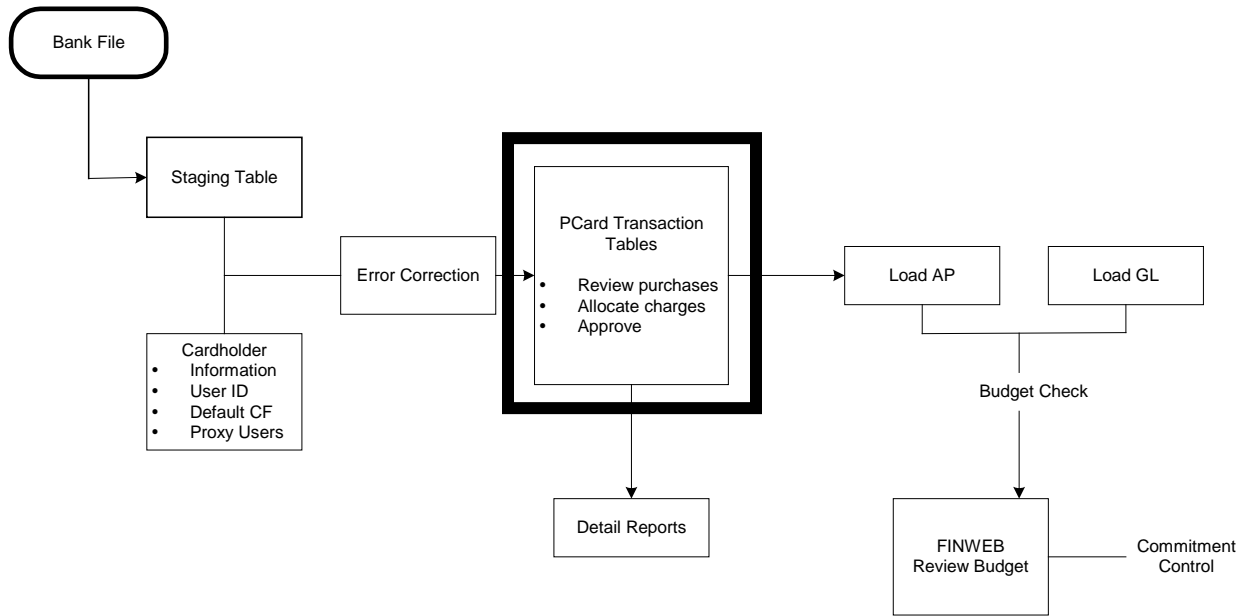 Bank File
Staging Table
Error Correction
PCard Transaction
Tables
• Review purchases
• Allocate charges
• Approve
Load AP
Load GL
Cardholder
• Information
• User ID
• Default CF
• Proxy Users
Budget Check
Detail Reports
FINWEB
Review Budget
Commitment
Control